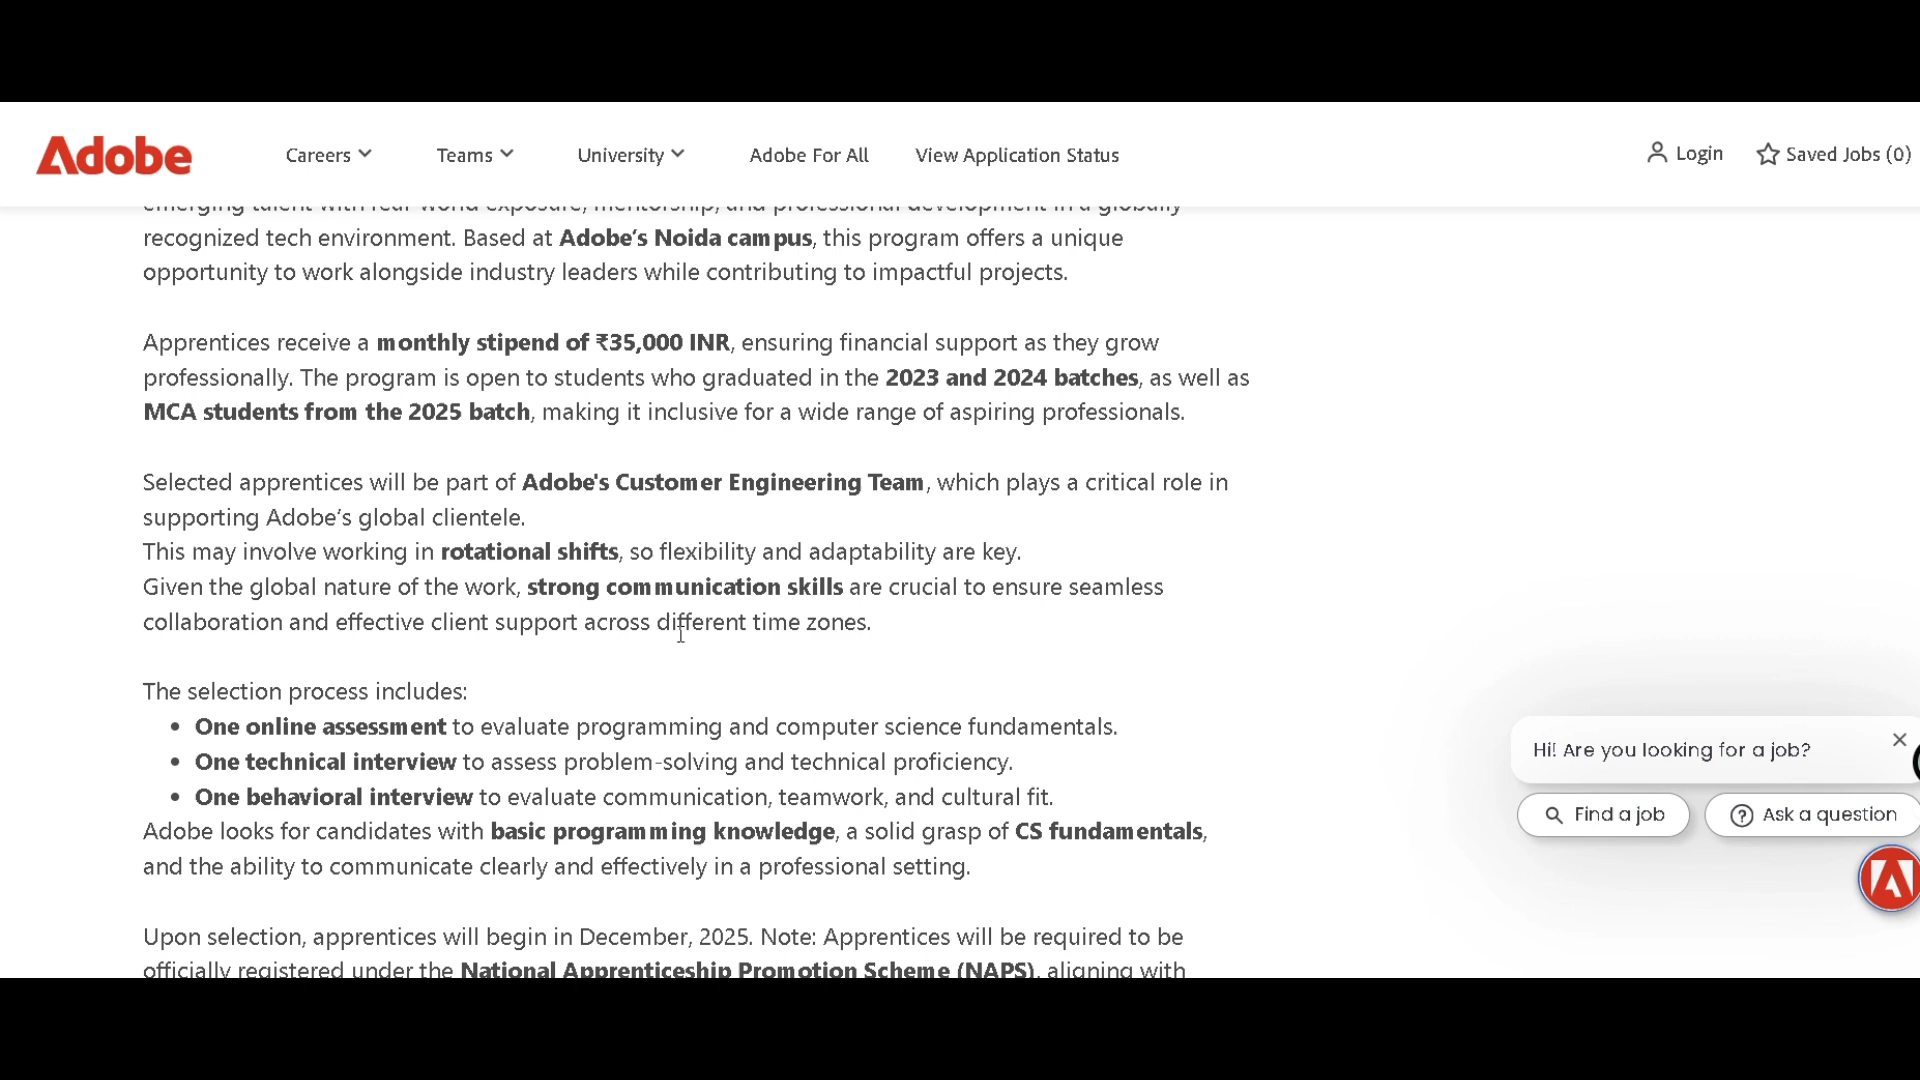 Adobe
Careers
Teams
University
Adobe For All
View Application Status
Login
Saved Jobs (0)
emerging talent with real-world exposure, mentorship, and professional development in a globally
recognized tech environment. Based at Adobe’s Noida campus, this program offers a unique
opportunity to work alongside industry leaders while contributing to impactful projects.
Apprentices receive a monthly stipend of ₹35,000 INR, ensuring financial support as they grow
professionally. The program is open to students who graduated in the 2023 and 2024 batches, as well as
MCA students from the 2025 batch, making it inclusive for a wide range of aspiring professionals.
Selected apprentices will be part of Adobe's Customer Engineering Team, which plays a critical role in
supporting Adobe’s global clientele.
This may involve working in rotational shifts, so flexibility and adaptability are key.
Given the global nature of the work, strong communication skills are crucial to ensure seamless
collaboration and effective client support across different time zones.
The selection process includes:
• One online assessment to evaluate programming and computer science fundamentals.
• One technical interview to assess problem-solving and technical proficiency.
• One behavioral interview to evaluate communication, teamwork, and cultural fit.
Adobe looks for candidates with basic programming knowledge, a solid grasp of CS fundamentals,
and the ability to communicate clearly and effectively in a professional setting.
Upon selection, apprentices will begin in December, 2025. Note: Apprentices will be required to be
officially registered under the National Apprenticeship Promotion Scheme (NAPS), aligning with
Hi! Are you looking for a job?
Find a job
Ask a question